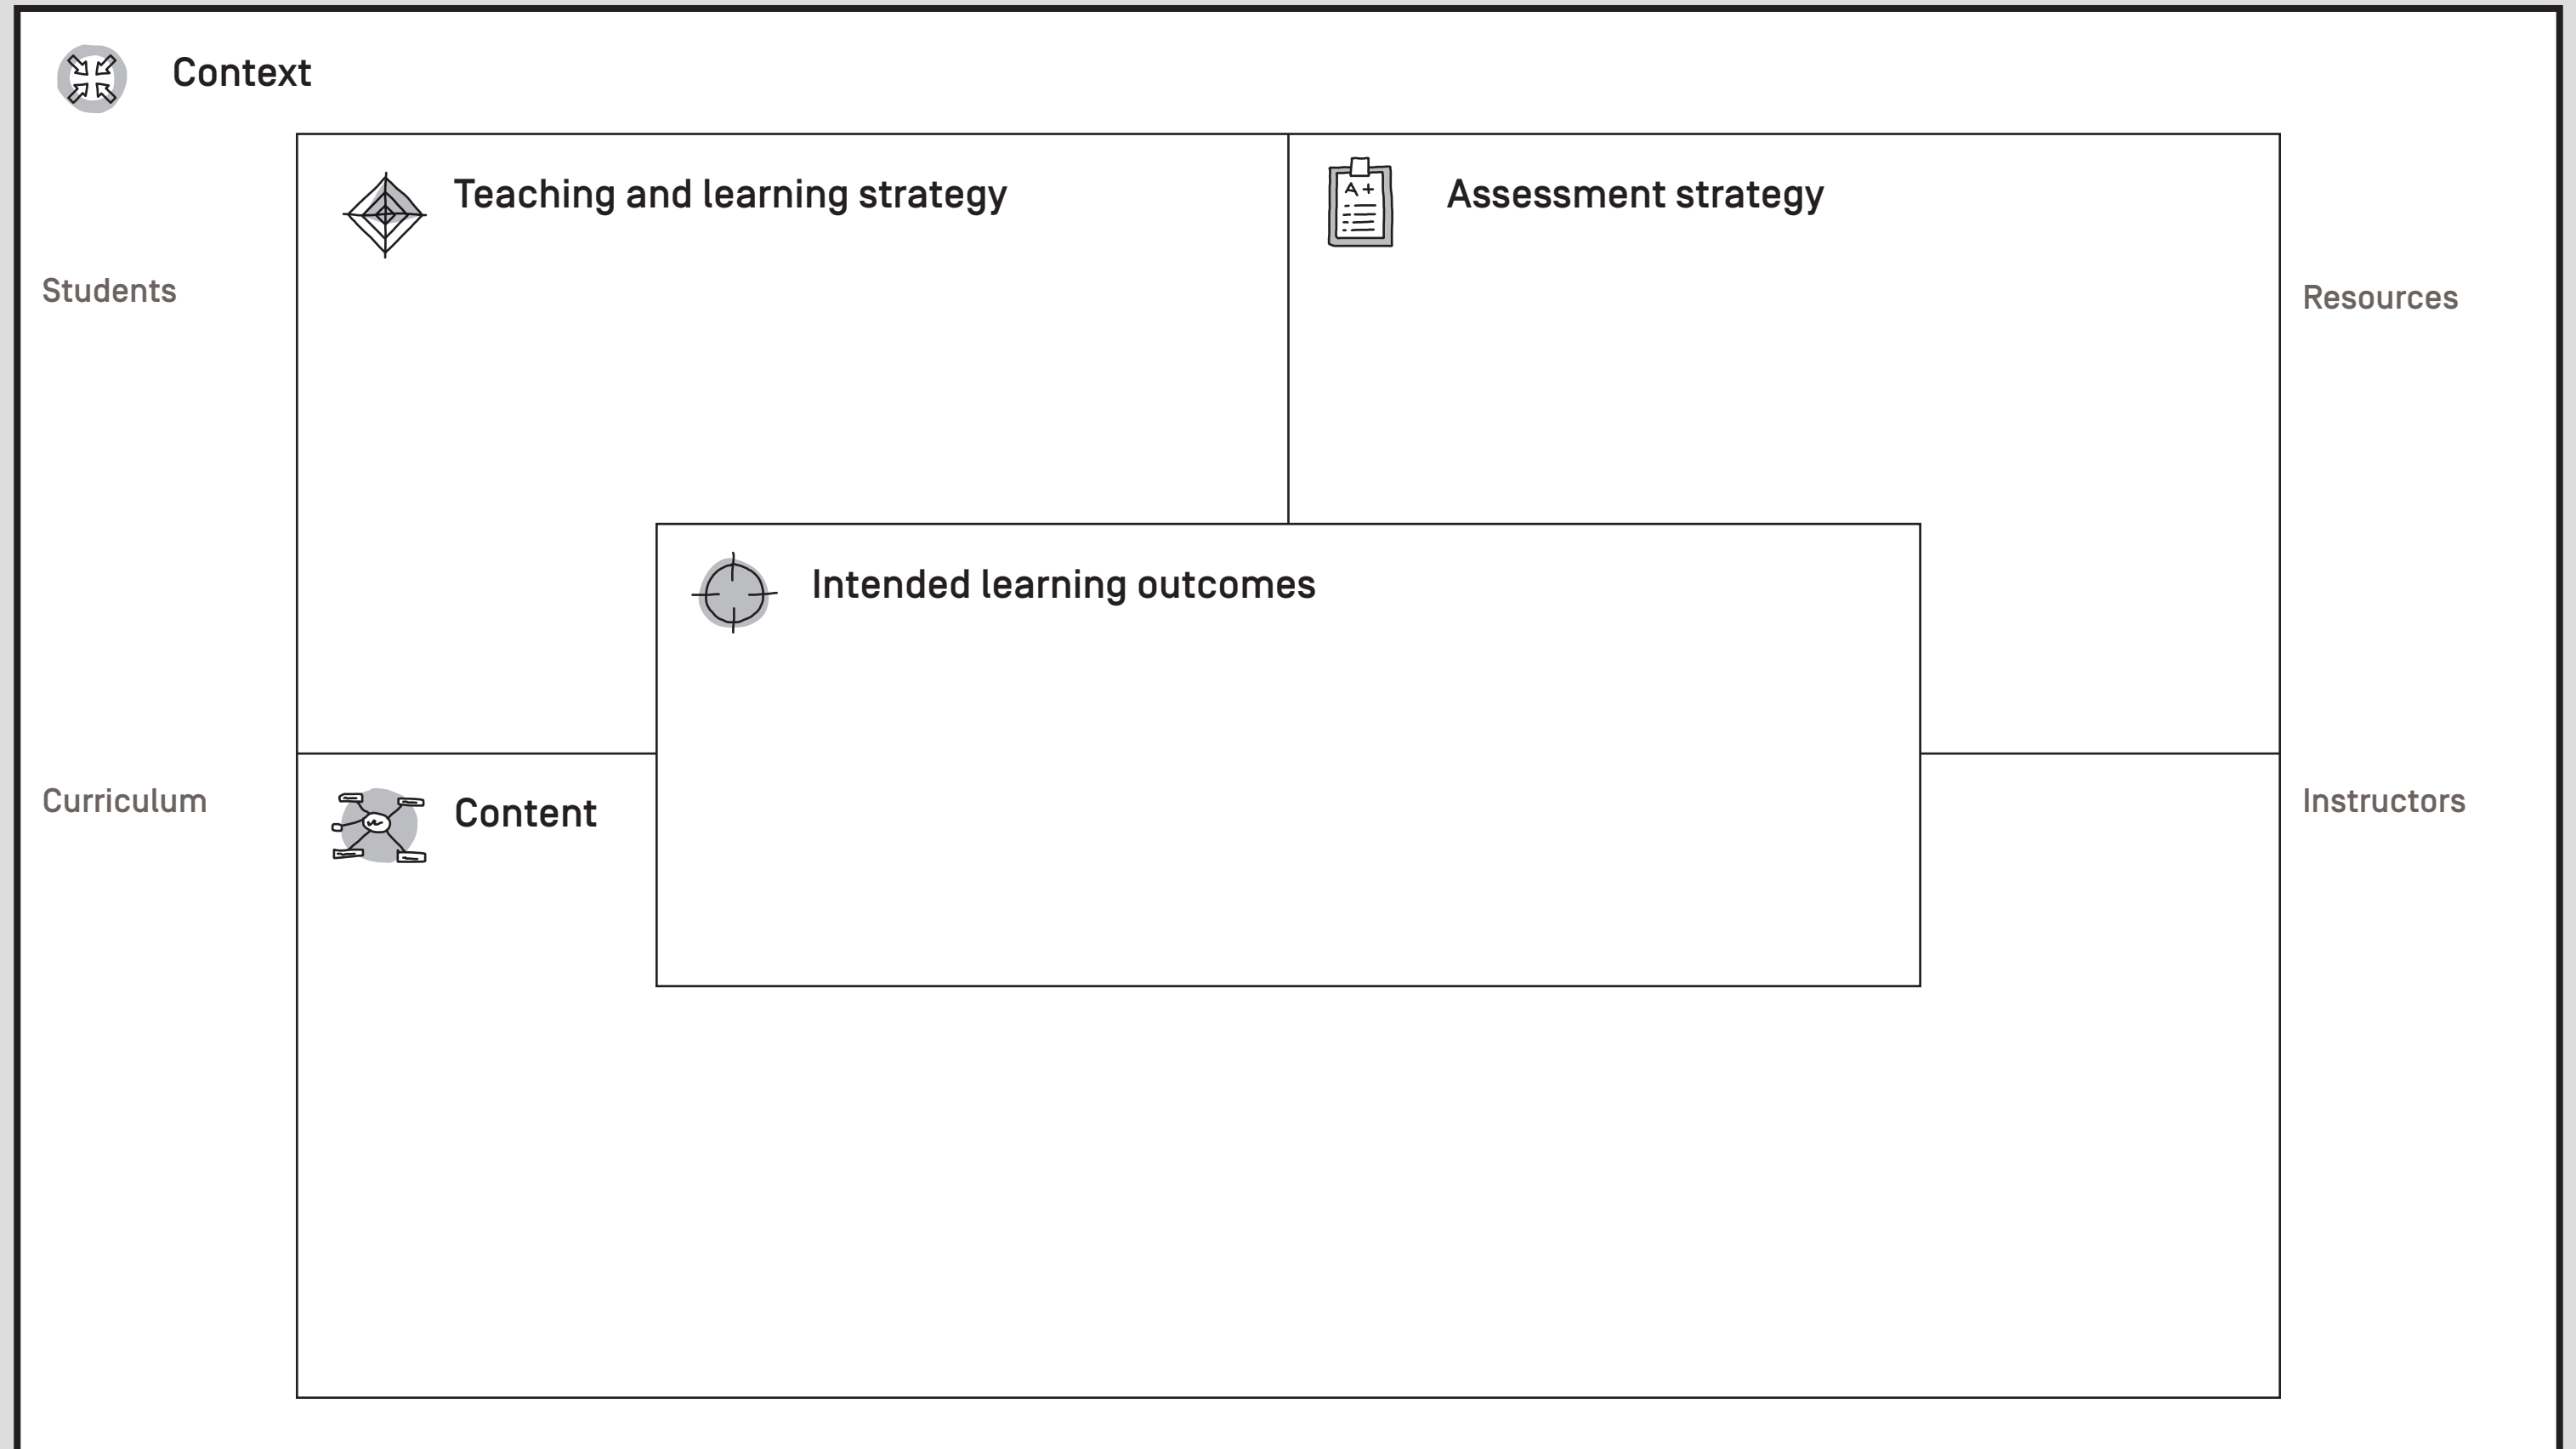 Context
Teaching and learning strategy
A+
Assessment strategy
Students
Resources
Intended learning outcomes
Curriculum
Content
Instructors